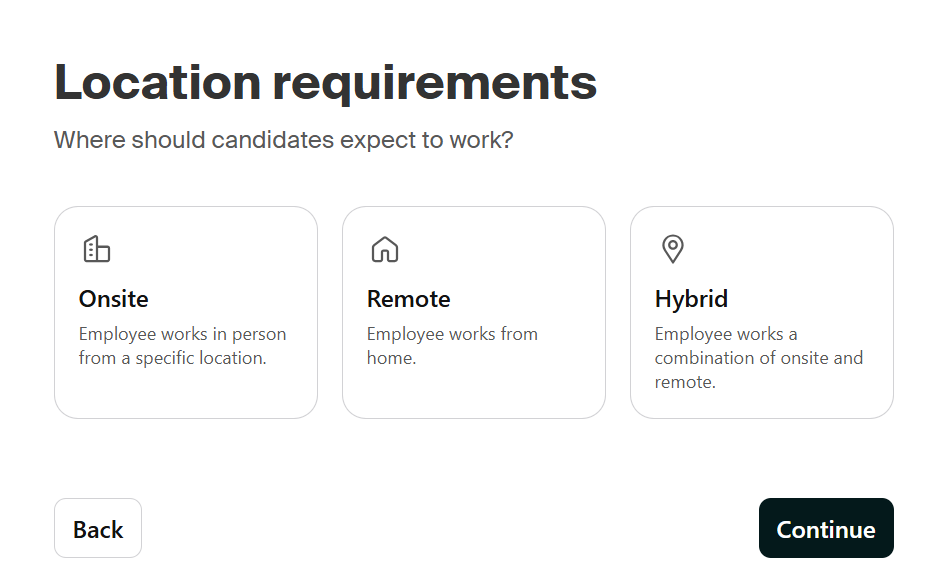 Location requirements
Where should candidates expect to work?
Onsite
Employee works in person
from a specific location.
Remote
Employee works from
home.
Hybrid
Employee works a
combination of onsite and
remote.
Back
Continue